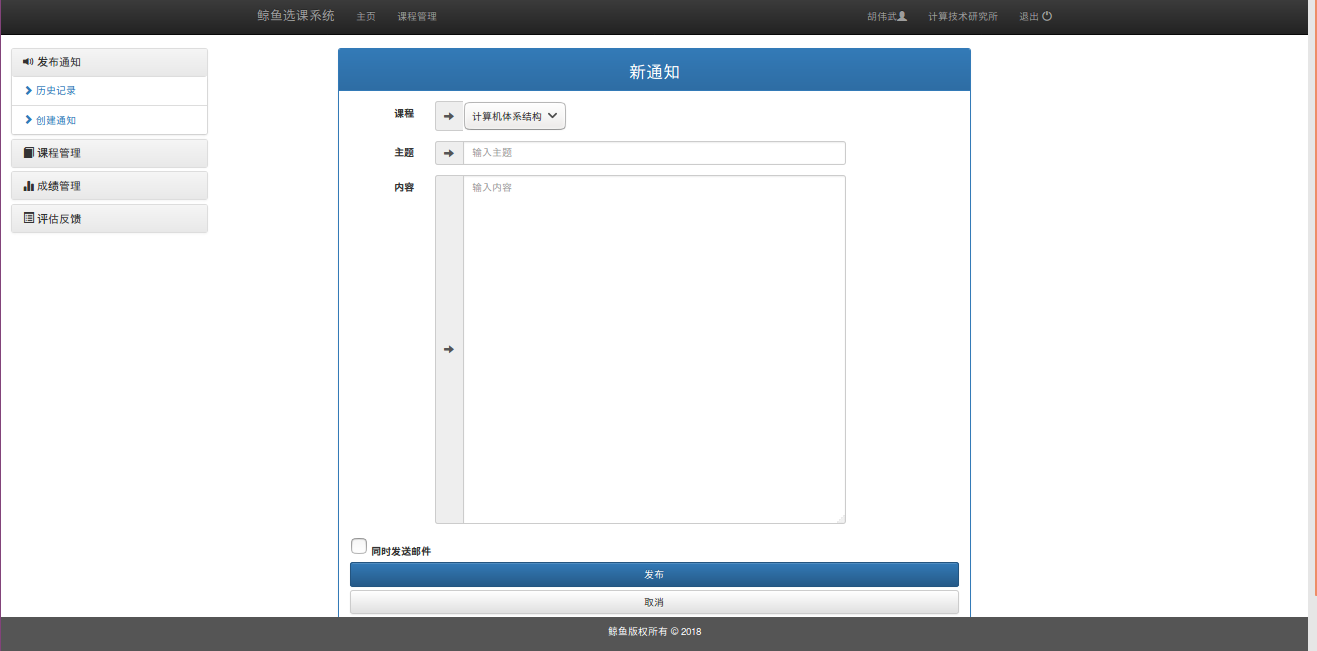 鲸鱼选课系统 主页 课程管理 胡伟武 计算技术研究所 退出
发布通知
历史记录
创建通知
课程管理
成绩管理
评估反馈
新通知
课程 计算机体系结构
主题 输入主题
内容 输入内容
同时发送邮件
发布
取消
鲸鱼版权所有 © 2018